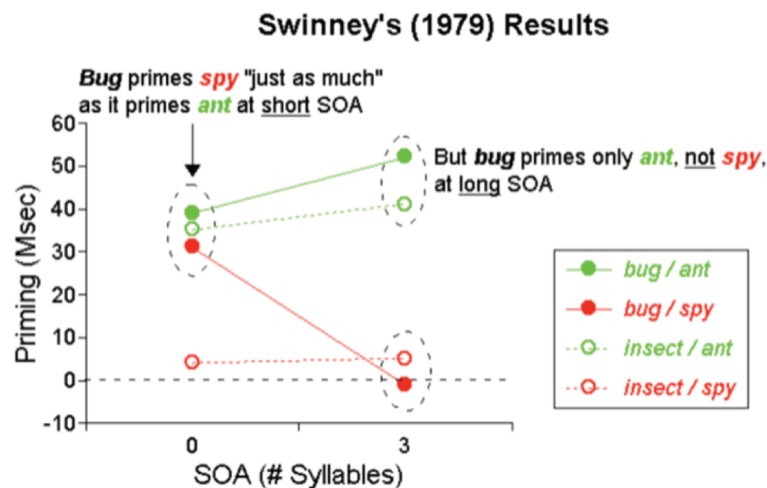 Swinney's (1979) Results
Bug primes spy "just as much"
as it primes ant at short SOA
But bug primes only ant, not spy,
at long SOA
Priming (Msec)
60
50
40
30
20
10
0
-10
0 3
SOA (# Syllables)
bug / ant
bug / spy
insect / ant
insect / spy